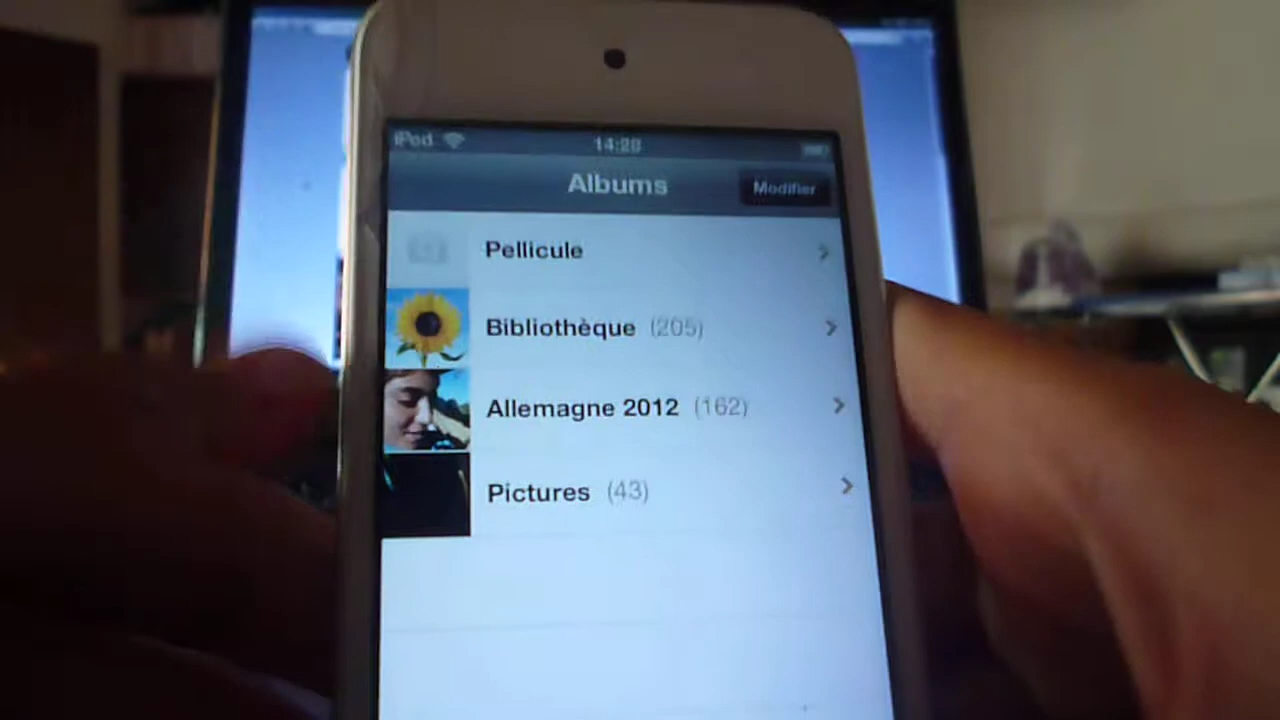 iPod 14:28
Albums Modifier
Pellicule
Bibliothèque (205)
Allemagne 2012 (162)
Pictures (43)